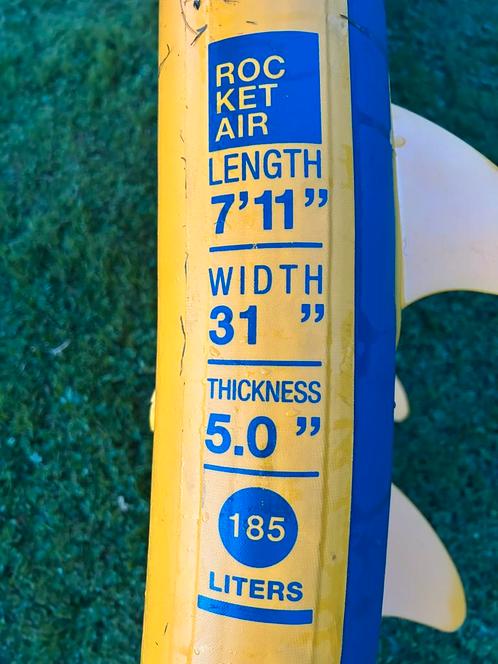 ROC
KET
AIR
LENGTH
7'11”
WIDTH
31 ”
THICKNESS
5.0 ”
185
LITERS